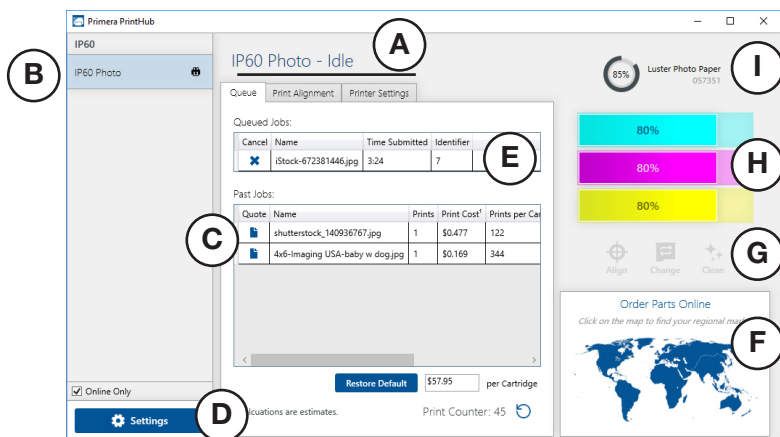 Primera PrintHub
IP60
IP60 Photo
A
B
IP60 Photo - Idle
85%
Luster Photo Paper
057351
I
Queue Print Alignment Printer Settings
Queued Jobs:
Cancel Name Time Submitted Identifier
iStock-672381446.jpg 3:24 7
E
80%
80%
80%
H
Past Jobs:
Quote Name Prints Print Cost† Prints per
shutterstock_140936767.jpg 1 $0.477 122
4x6-Imaging USA-baby w dog.jpg 1 $0.169 344
C
Align Change Clean
G
Order Parts Online
Click on the map to find your regional
F
Restore Default $57.95 per Cartridge
Online Only
Settings
D
are estimates.
Print Counter: 45